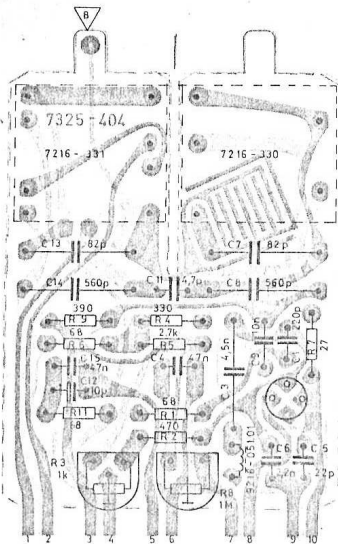 B
7325-404
7216-331
7216-330
C13 82p
C7 82p
C14 560p
C11 4,7p
C8 560p
390
330
R9
R4
68
2.7k
R6
R5
C15
47n
C4
47n
C12
R11
68
68
R1
470
R2
4,5n
C3
10n
C9
220p
C1
R7
27
R3
1k
R8
1M
C6
C5
22p
1 2 3 4 5 6 7 8 9 10